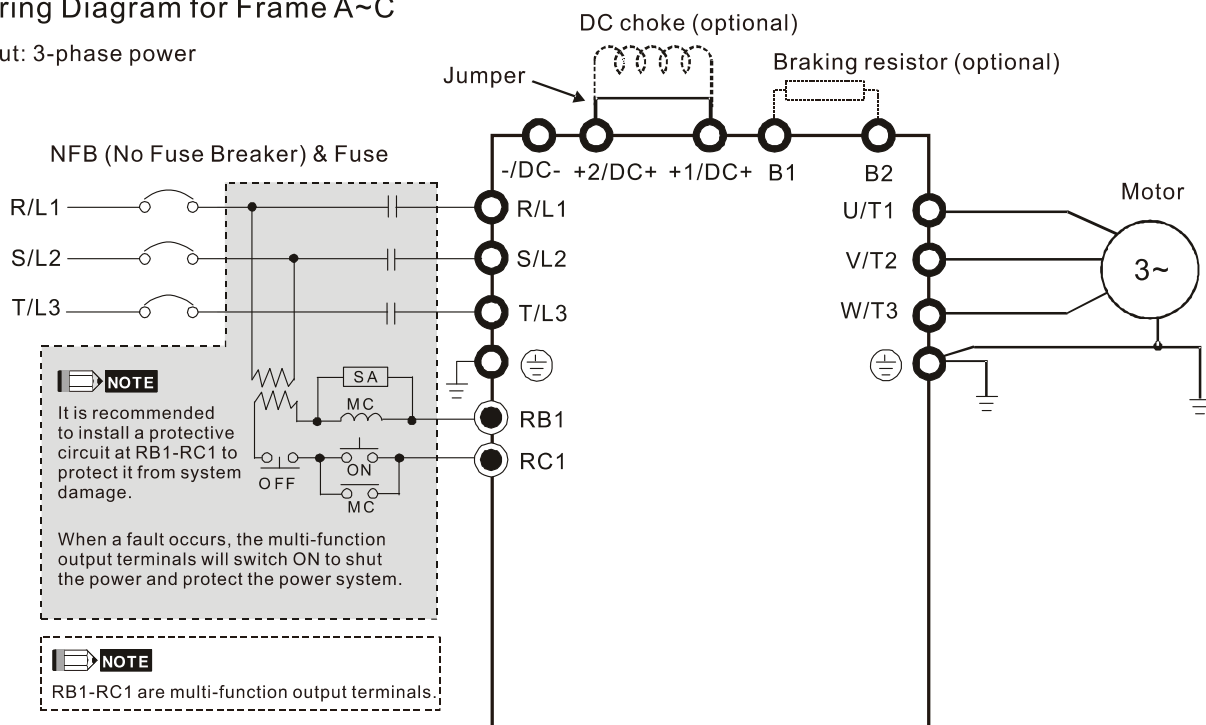 ring Diagram for Frame A~C
ut: 3-phase power
DC choke (optional)
Jumper
Braking resistor (optional)
NFB (No Fuse Breaker) & Fuse
-/DC- +2/DC+ +1/DC+ B1 B2
Motor
R/L1 R/L1 U/T1
S/L2 S/L2 V/T2 3~
T/L3 T/L3 W/T3
NOTE
SA
MC
It is recommended
to install a protective
circuit at RB1-RC1 to
protect it from system
damage.
RB1
RC1
ON
OFF
MC
When a fault occurs, the multi-function
output terminals will switch ON to shut
the power and protect the power system.
NOTE
RB1-RC1 are multi-function output terminals.